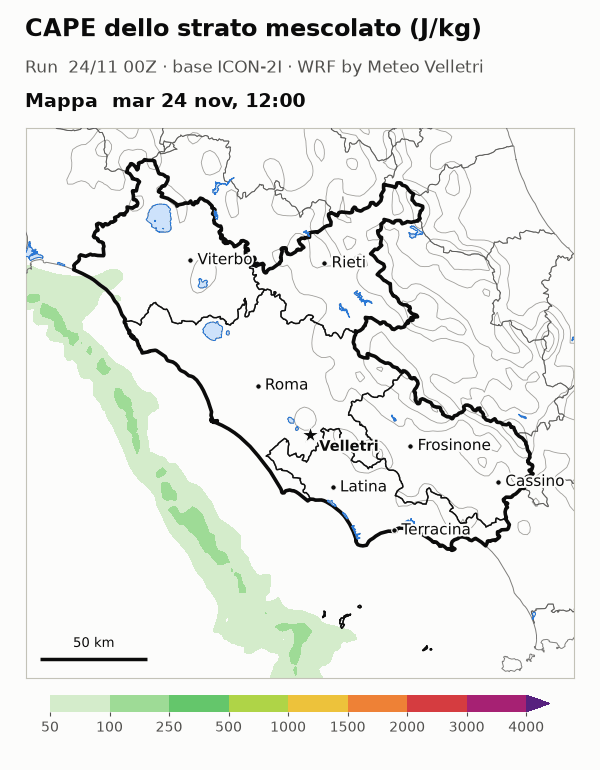 CAPE dello strato mescolato (J/kg)
Run 24/11 00Z · base ICON-2I · WRF by Meteo Velletri
Mappa mar 24 nov, 12:00
Viterbo
Rieti
Roma
Velletri
Frosinone
Latina
Cassino
Terracina
50 km
50 100 250 500 1000 1500 2000 3000 4000